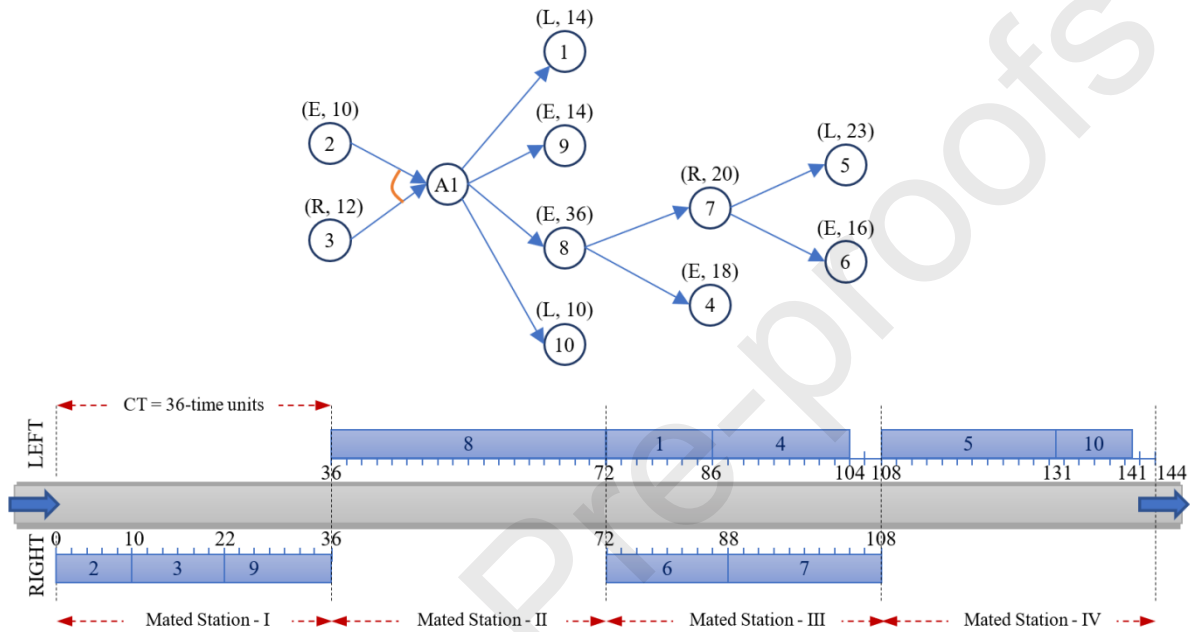 (L, 14)
1
(E, 10)
2
(E, 14)
9
(L, 23)
5
A1
(R, 20)
7
(R, 12)
3
(E, 36)
8
(E, 16)
6
(E, 18)
4
(L, 10)
10
CT = 36-time units
LEFT
8 1 4 5 10
36 72 86 104 108 131 141 144
0 10 22 36 72 88 108
RIGHT
2 3 9 6 7
Mated Station - I Mated Station - II Mated Station - III Mated Station - IV
Pre-proofs